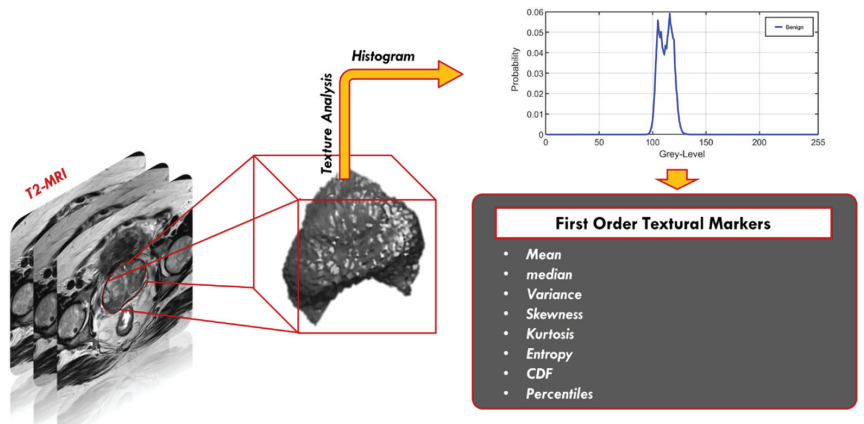 T2-MRI
Texture Analysis
Histogram
Probability
0.06
0.05
0.04
0.03
0.02
0.01
0
Benign
0 50 100 150 200 255
Grey-Level
First Order Textural Markers
• Mean
• median
• Variance
• Skewness
• Kurtosis
• Entropy
• CDF
• Percentiles